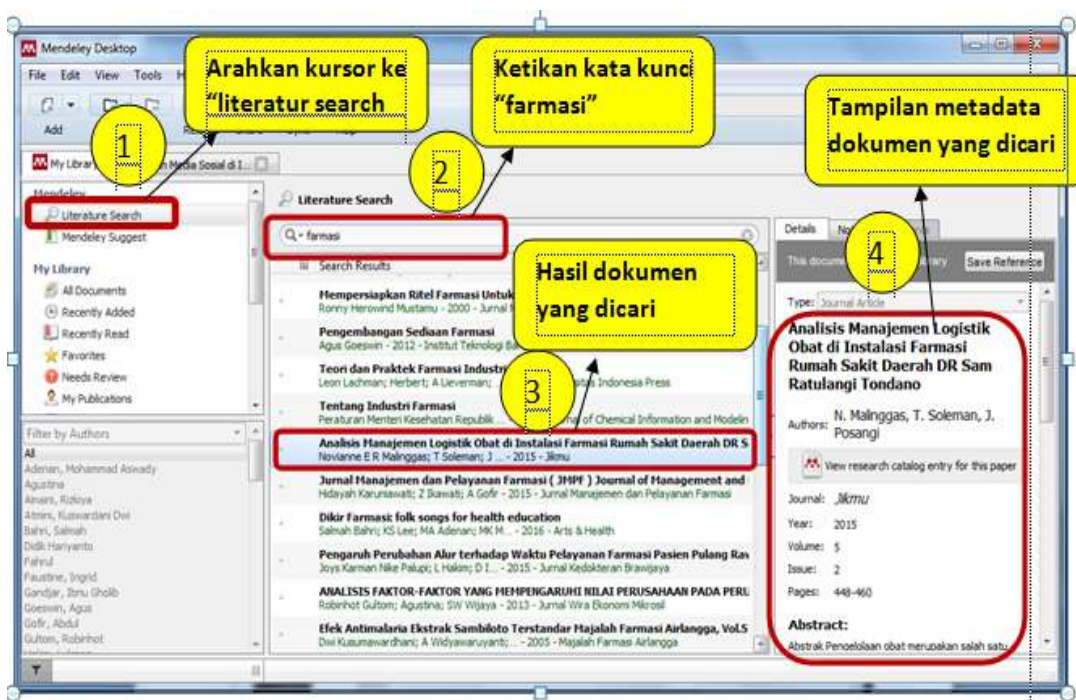 Mendeley Desktop
File Edit View Tools
Add
Arahkan kursor ke
“literatur search
Ketikan kata kunci
“farmasi”
Tampilan metadata
dokumen yang dicari
1
2
Media Sosial di I...
Mendeley
Literature Search
Mendeley Suggest
My Library
All Documents
Recently Added
Recently Read
Favorites
Needs Review
My Publications
Filter by Authors
All
Adenan, Mohammad Aswady
Agustina
Amaini, Rizkiya
Atmini, Kuswardani Dwi
Bahri, Salmah
Didik Hariyanto
Fahrul
Faustine, Ingrid
Gandjar, Ibnu Gholib
Goeswin, Agus
Gofir, Abdul
Gultom, Robinhot
Literature Search
farmasi
Search Results
Hasil dokumen
yang dicari
3
Mempersiapkan Ritel Farmasi Untuk
Ronny Herowind Mustamu - 2000 - Jurnal
Pengembangan Sediaan Farmasi
Agus Goeswin - 2012 - Institut Teknologi
Teori dan Praktek Farmasi Industri
Leon Lachman; Herbert; A Lieverman; Indonesia Press
Tentang Industri Farmasi
Peraturan Menteri Kesehatan Republik of Chemical Information and Modelin
Analisis Manajemen Logistik Obat di Instalasi Farmasi Rumah Sakit Daerah DR S
Novianne E R Malinggas; T Soleman; J ... - 2015 - Jikmu
Jurnal Manajemen dan Pelayanan Farmasi ( JMPF ) Journal of Management and
Hidayah Karuniawati; Z Ikawati; A Gofir - 2015 - Jurnal Manajemen dan Pelayanan Farmasi
Dikir Farmasi: folk songs for health education
Salmah Bahri; KS Lee; MA Adenan; MK M... - 2016 - Arts & Health
Pengaruh Perubahan Alur terhadap Waktu Pelayanan Farmasi Pasien Pulang Raw
Joys Karman Nike Palupi; L Hakim; D I... - 2015 - Jurnal Kedokteran Brawijaya
ANALISIS FAKTOR-FAKTOR YANG MEMPENGARUHI NILAI PERUSAHAAN PADA PERU
Robinhot Gultom; Agustina; SW Wijaya - 2013 - Jurnal Wira Ekonomi Mikrosil
Efek Antimalaria Ekstrak Sambiloto Terstandar Majalah Farmasi Airlangga, Vol.5
Dwi Kusumawardhani; A Widyawaruyanti; ... - 2005 - Majalah Farmasi Airlangga
Details
4
This Save Reference
Type: Journal Article
Analisis Manajemen Logistik
Obat di Instalasi Farmasi
Rumah Sakit Daerah DR Sam
Ratulangi Tondano
Authors: N. Malinggas, T. Soleman, J.
Posangi
View research catalog entry for this paper
Journal: Jikmu
Year: 2015
Volume: 5
Issue: 2
Pages: 448-460
Abstract:
Abstrak Pengelolaan obat merupakan salah satu